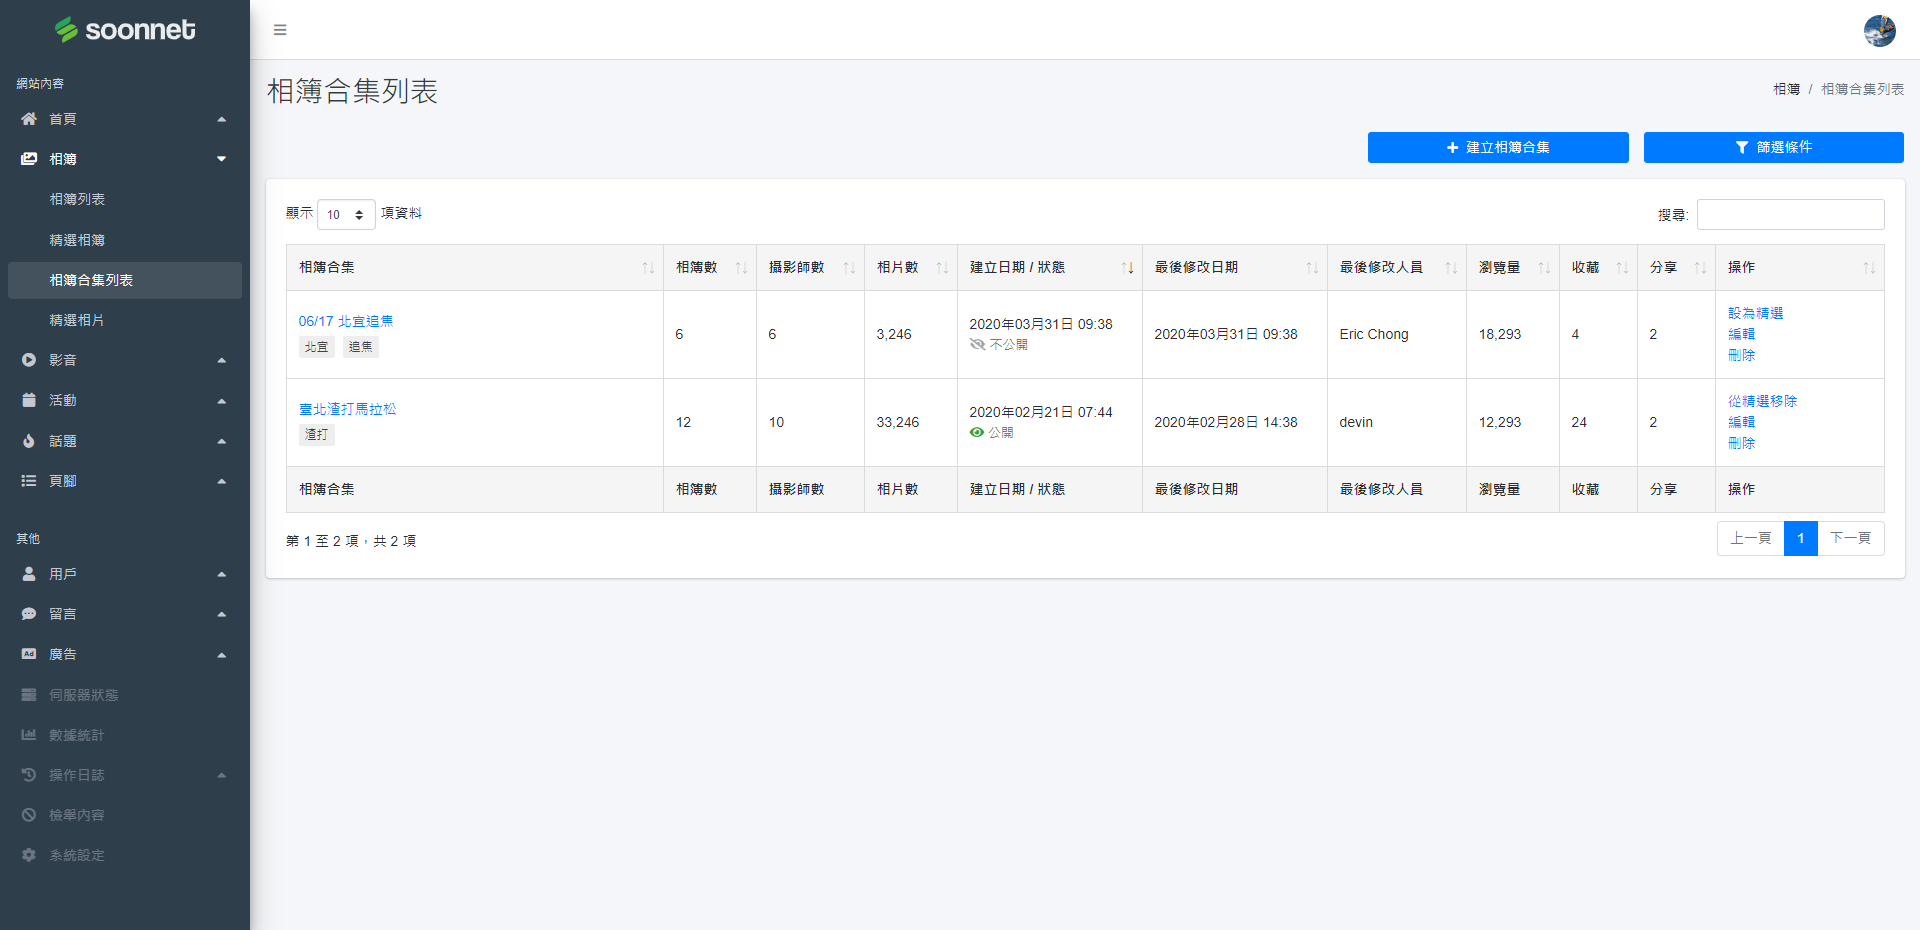 soonnet
網站內容
首頁
相簿
相簿列表
精選相簿
相簿合集列表
精選相片
影音
活動
話題
頁腳
其他
用戶
留言
Ad 廣告
伺服器狀態
數據統計
操作日誌
檢舉內容
系統設定
相簿合集列表
相簿 / 相簿合集列表
建立相簿合集 篩選條件
顯示 10 項資料 搜尋:
相簿合集 相簿數 攝影師數 相片數 建立日期 / 狀態 最後修改日期 最後修改人員 瀏覽量 收藏 分享 操作
06/17 北宜追焦
北宜 追焦
6 6 3,246
2020年03月31日 09:38
不公開
2020年03月31日 09:38 Eric Chong 18,293 4 2
設為精選
編輯
刪除
臺北渣打馬拉松
渣打
12 10 33,246
2020年02月21日 07:44
公開
2020年02月28日 14:38 devin 12,293 24 2
從精選移除
編輯
刪除
相簿合集 相簿數 攝影師數 相片數 建立日期 / 狀態 最後修改日期 最後修改人員 瀏覽量 收藏 分享 操作
第 1 至 2 項，共 2 項
上一頁 1 下一頁